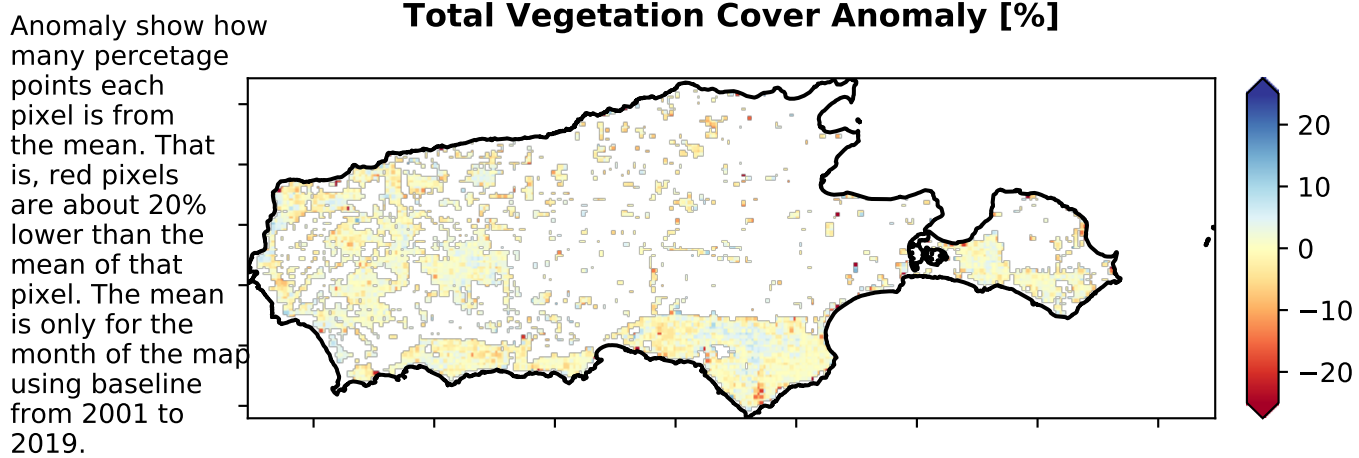 Total Vegetation Cover Anomaly [%]
Anomaly show how
many percetage
points each
pixel is from
the mean. That
is, red pixels
are about 20%
lower than the
mean of that
pixel. The mean
is only for the
month of the map
using baseline
from 2001 to
2019.
20
10
0
−10
−20